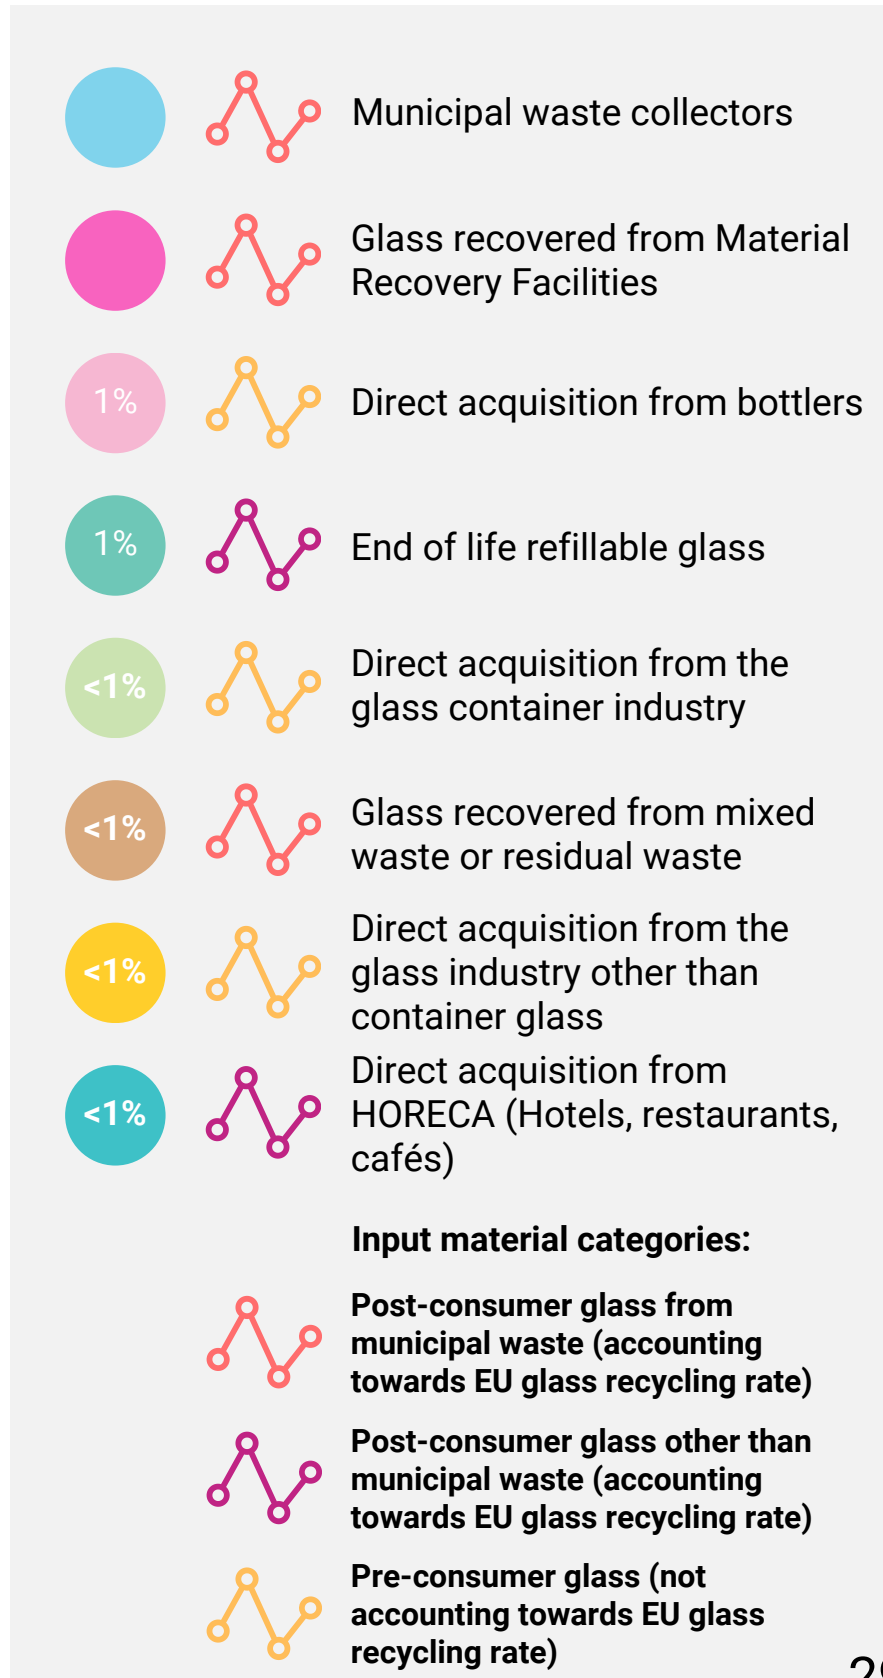 Municipal waste collectors
Glass recovered from Material
Recovery Facilities
1%
Direct acquisition from bottlers
1%
End of life refillable glass
<1%
Direct acquisition from the
glass container industry
<1%
Glass recovered from mixed
waste or residual waste
<1%
Direct acquisition from the
glass industry other than
container glass
<1%
Direct acquisition from
HORECA (Hotels, restaurants,
cafés)
Input material categories:
Post-consumer glass from
municipal waste (accounting
towards EU glass recycling rate)
Post-consumer glass other than
municipal waste (accounting
towards EU glass recycling rate)
Pre-consumer glass (not
accounting towards EU glass
recycling rate)